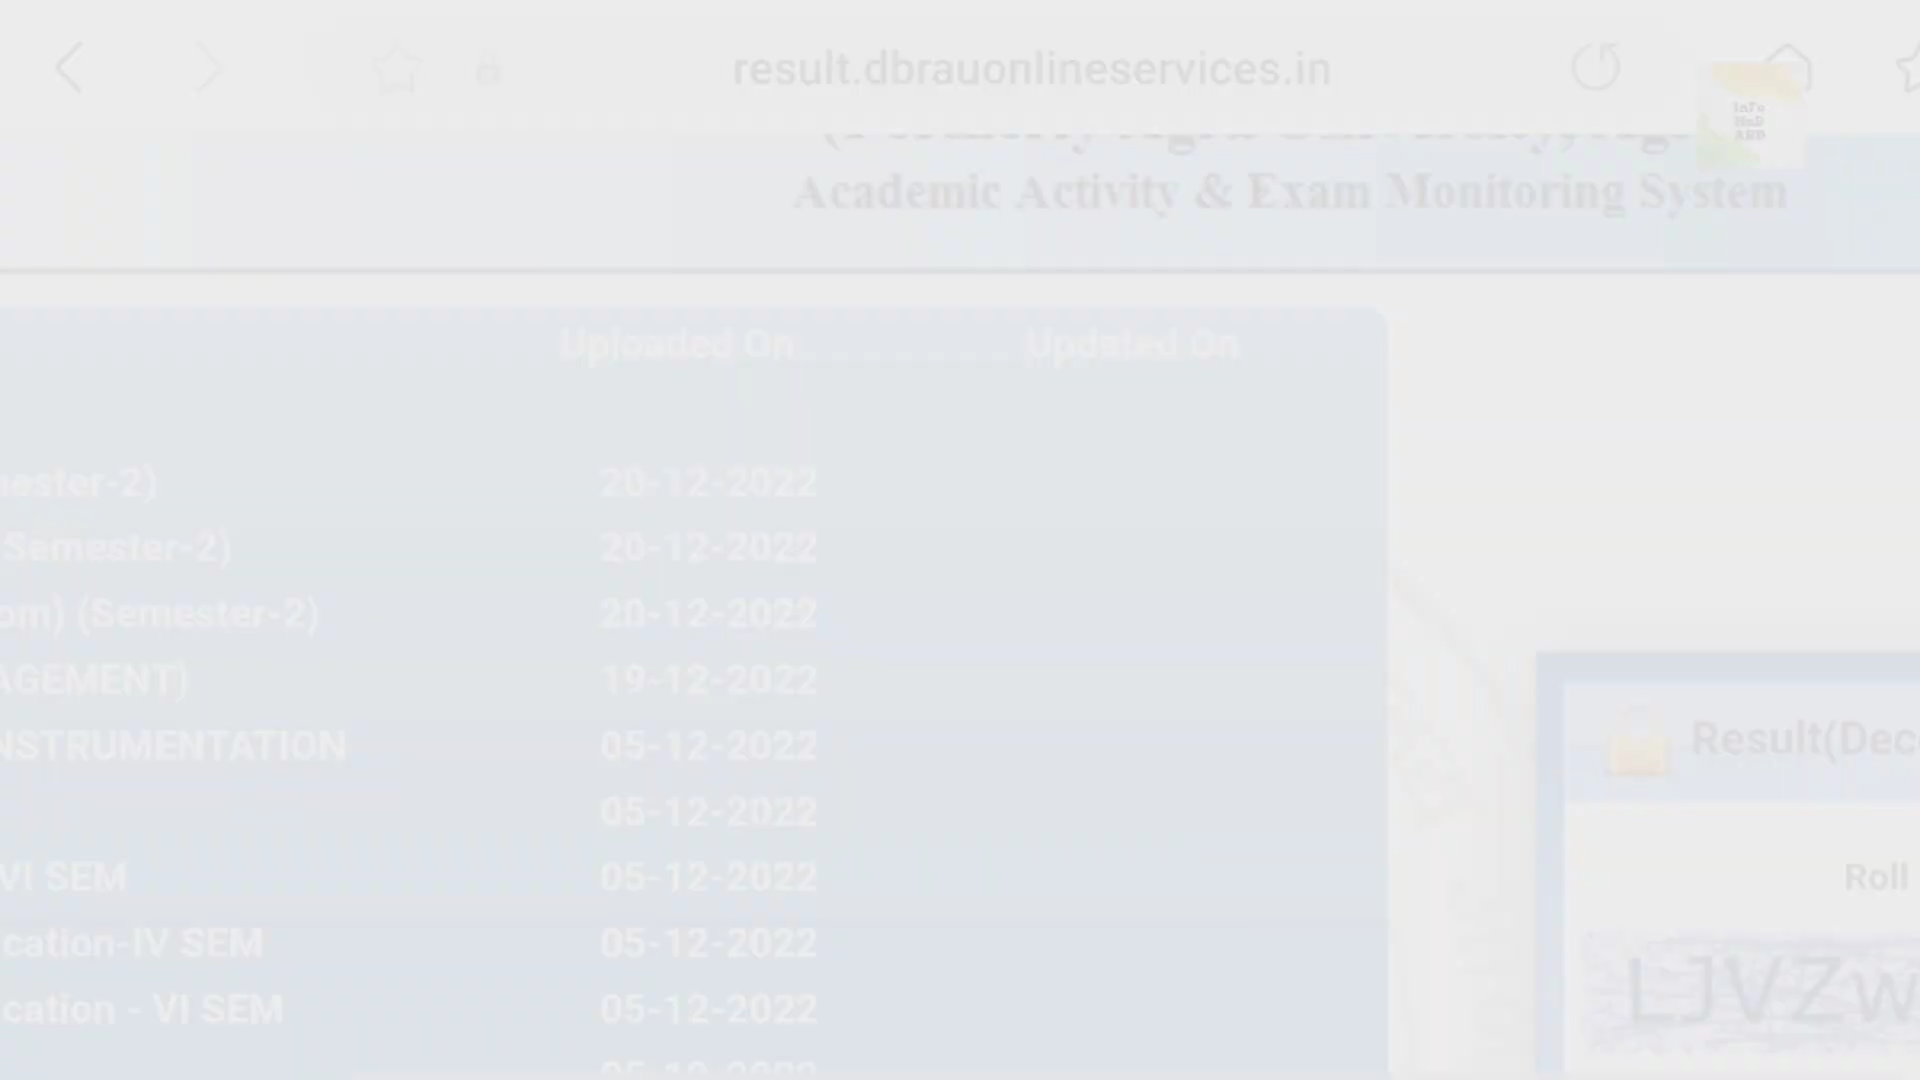 result.dbrauonlineservices.in
InFo
HuB
Academic Activity & Exam Monitoring System
Uploaded On Updated On
mester-2) 20-12-2022
Semester-2) 20-12-2022
om) (Semester-2) 20-12-2022
AGEMENT) 19-12-2022
NSTRUMENTATION 05-12-2022
Result(Dec
05-12-2022
VI SEM 05-12-2022
Roll
cation-IV SEM 05-12-2022
LJVZw
cation - VI SEM 05-12-2022